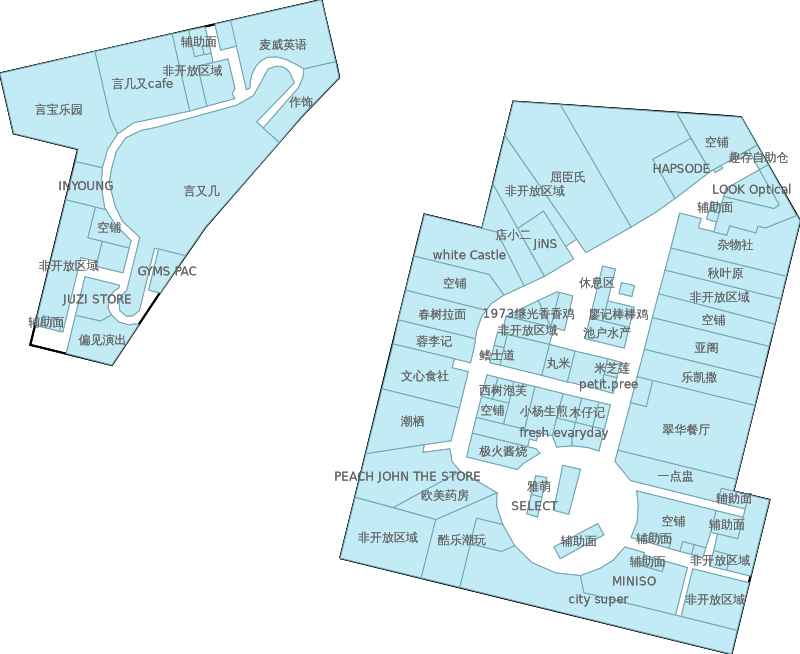 辅助面
麦威英语
非开放区域
言几又cafe
作饰
言宝乐园
INYOUNG
言又几
空铺
非开放区域
GYMS PAC
JUZI STORE
辅助面
偏见演出
空铺
趣存自助仓
HAPSODE
屈臣氏
LOOK Optical
非开放区域
辅助面
店小二
JiNS
杂物社
white Castle
秋叶原
空铺
休息区
非开放区域
春树拉面
1973继光香香鸡
廖记棒棒鸡
空铺
非开放区域
池户水产
蓉李记
亚阁
鲣士道
丸米
米芝莲
文心食社
乐凯撒
petit.pree
西树泡芙
空铺
小杨生煎
木仔记
潮栖
fresh evaryday
翠华餐厅
极火酱烧
PEACH JOHN THE STORE
一点盅
雅萌
欧美药房
辅助面
SELECT
空铺
辅助面
非开放区域
酷乐潮玩
辅助面
辅助面
辅助面
非开放区域
MINISO
city super
非开放区域